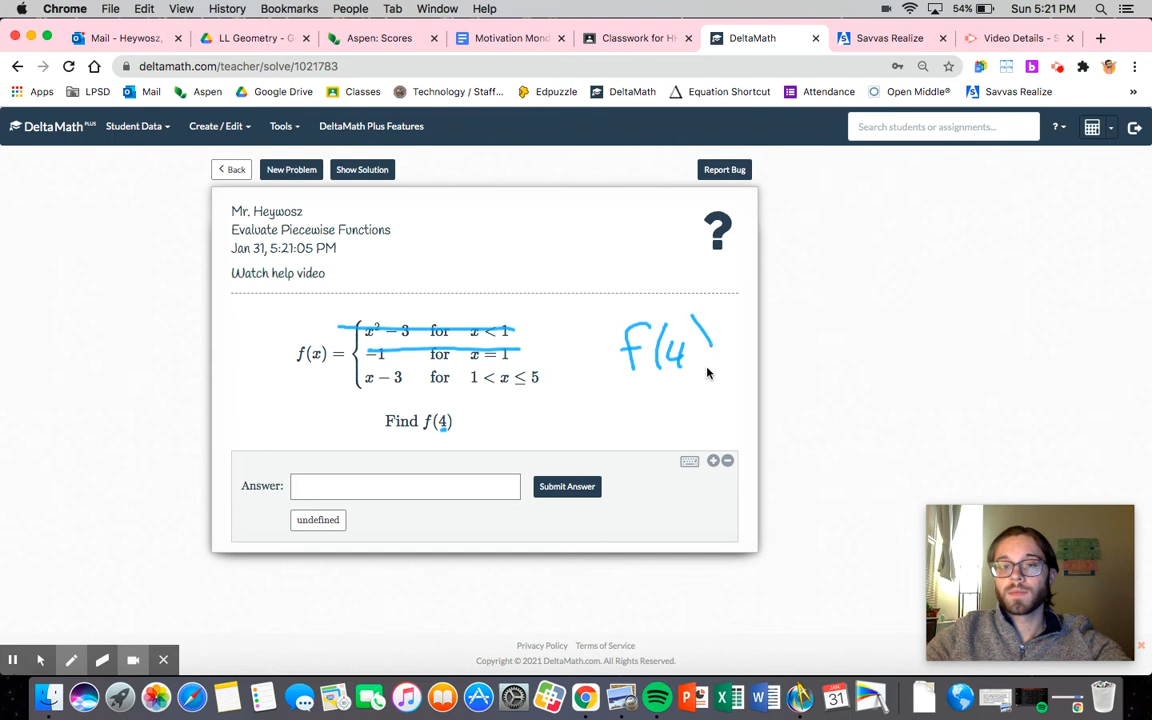 Chrome File Edit View History Bookmarks People Tab Window Help 54% Sun 5:21 PM
Mail - Heywosz, LL Geometry - G Aspen: Scores Motivation Mond Classwork for H DeltaMath Savvas Realize Video Details - S
deltamath.com/teacher/solve/1021783
Apps LPSD Mail Aspen Google Drive Classes Technology / Staff... Edpuzzle DeltaMath Equation Shortcut Attendance Open Middle® Savvas Realize »
DeltaMath PLUS Student Data Create / Edit Tools DeltaMath Plus Features Search students or assignments... ?
Back New Problem Show Solution Report Bug
Mr. Heywosz
Evaluate Piecewise Functions
Jan 31, 5:21:05 PM
Watch help video
?
x² − 3 for x < 1
f(x) = { −1 for x = 1
x − 3 for 1 < x ≤ 5
f(4)
Find f(4)
Answer: Submit Answer
undefined
Privacy Policy Terms of Service
Copyright © 2021 DeltaMath.com. All Rights Reserved.
JAN
31